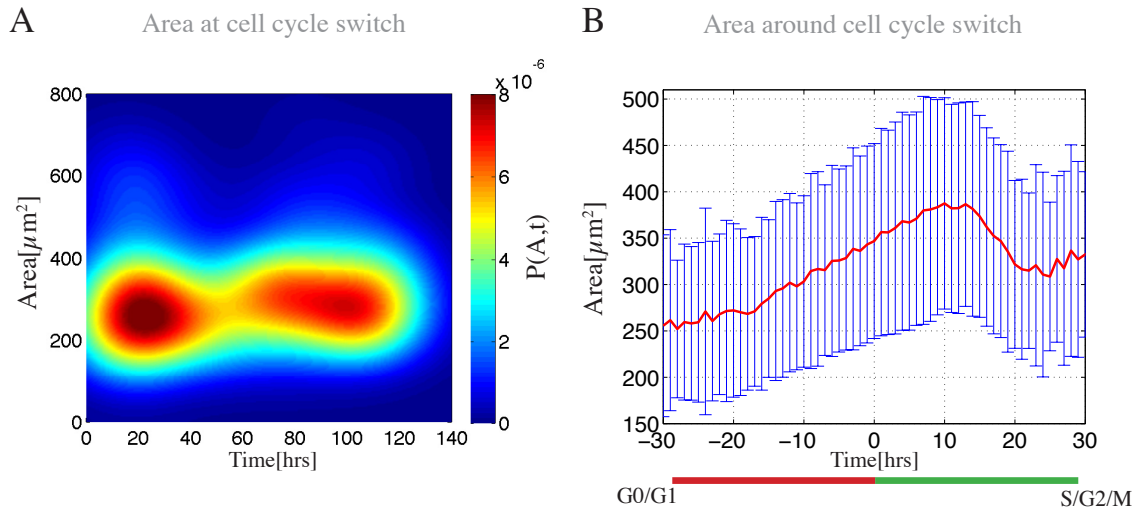 A
Area at cell cycle switch
x 10
-6
800
600
400
200
0
Area[μm²]
0 20 40 60 80 100 120 140
Time[hrs]
8
6
4
2
0
P(A,t)
B
Area around cell cycle switch
500
450
400
350
300
250
200
150
Area[μm²]
−30 −20 −10 0 10 20 30
Time[hrs]
G0/G1
S/G2/M